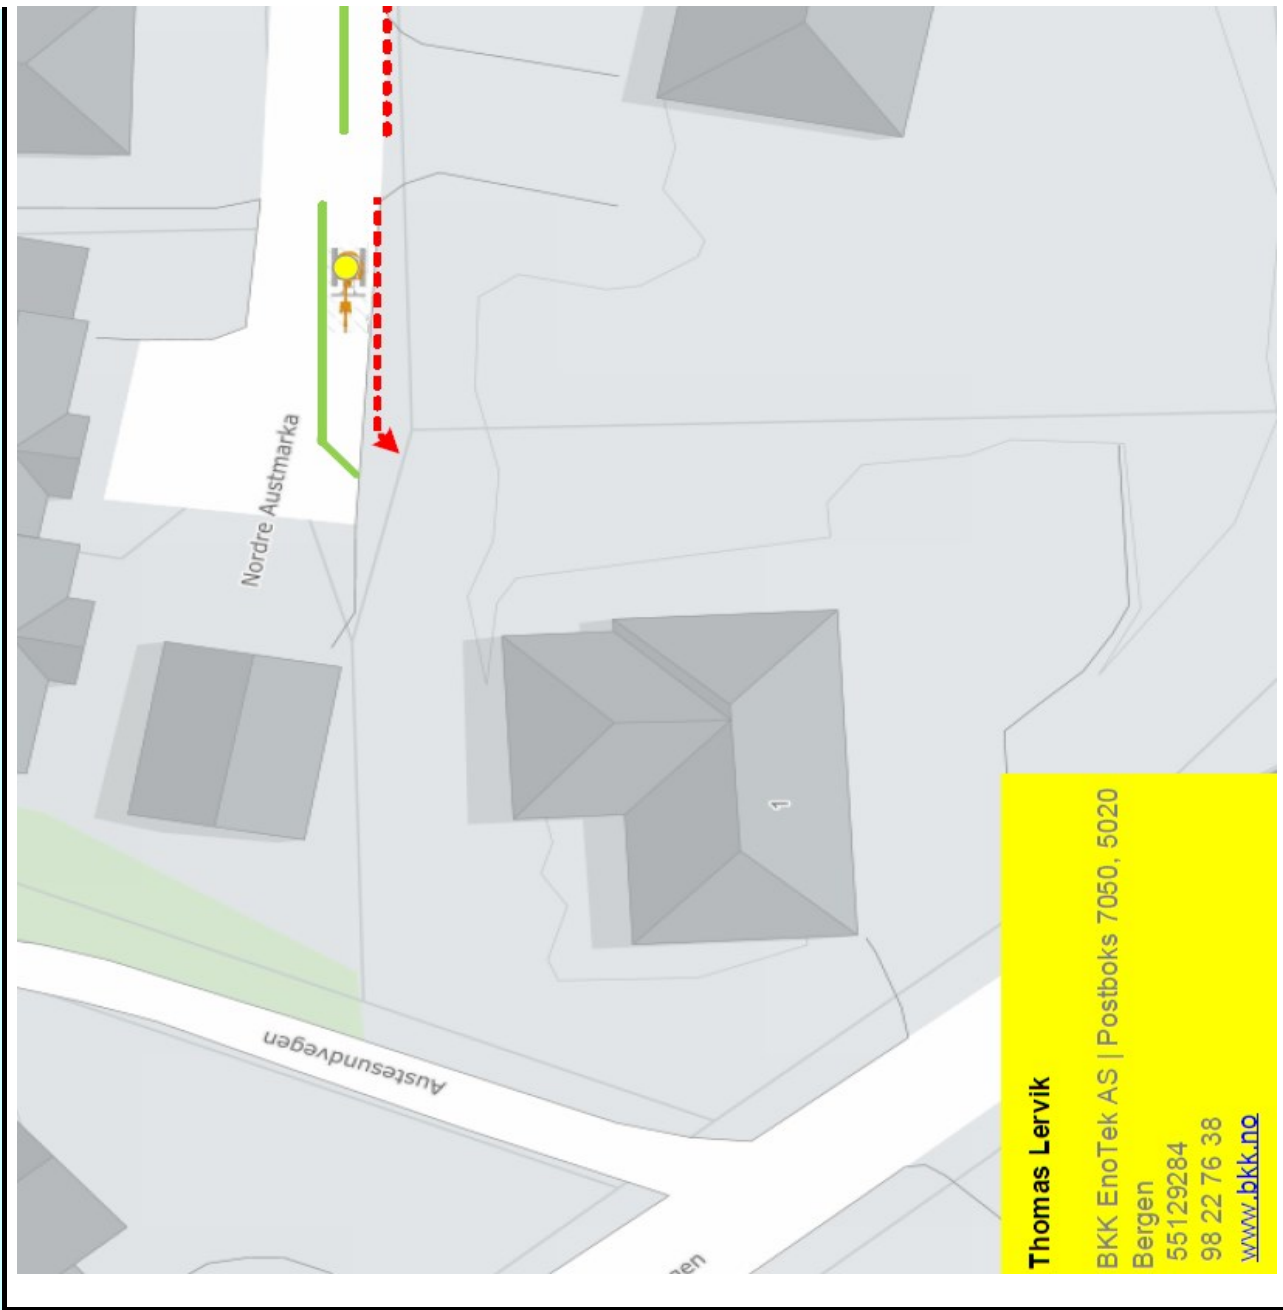 Nordre Austmarka
1
Austesundvegen
Thomas Lervik
BKK EnoTek AS | Postboks 7050, 5020
Bergen
55129284
98 22 76 38
www.bkk.no